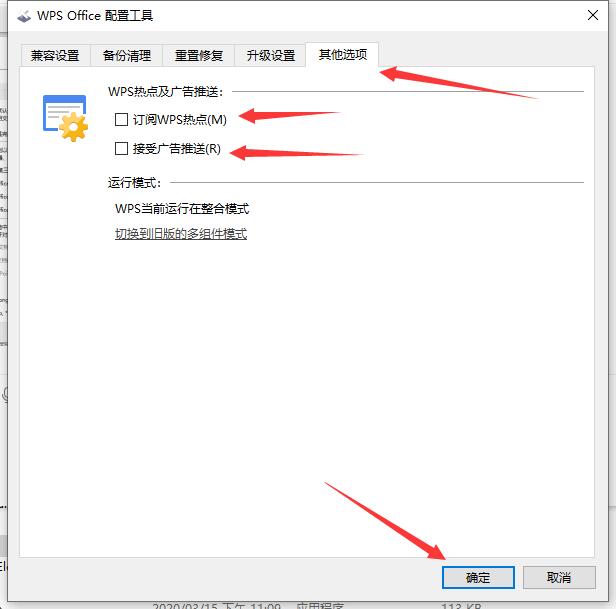 WPS Office 配置工具
兼容设置 备份清理 重置修复 升级设置 其他选项
WPS热点及广告推送:
订阅WPS热点(M)
接受广告推送(R)
运行模式:
WPS当前运行在整合模式
切换到旧版的多组件模式
确定 取消
2020/03/15 下午 11:09 应用程序 113 KB